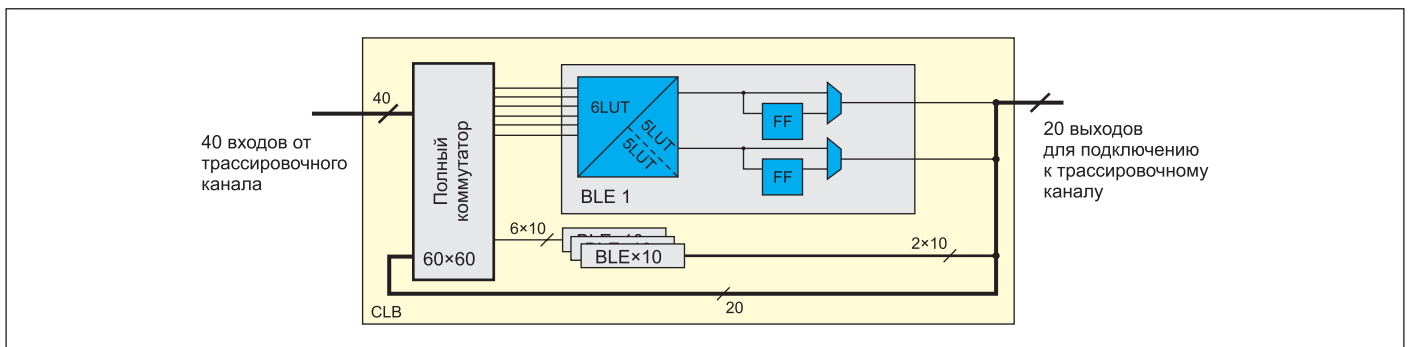 40
40 входов от
трассировочного
канала
Полный
коммутатор
60×60
6LUT
5LUT
5LUT
FF
FF
BLE 1
6×10
BLE×10
2×10
20
CLB
20 выходов
для подключению
к трассировочному
каналу